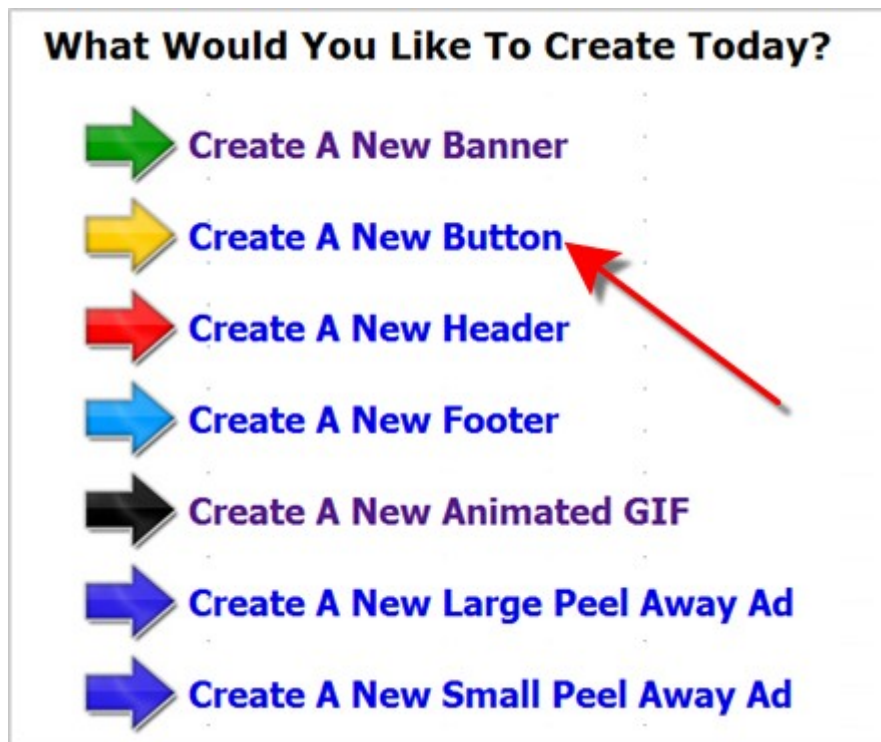 What Would You Like To Create Today?
Create A New Banner
Create A New Button
Create A New Header
Create A New Footer
Create A New Animated GIF
Create A New Large Peel Away Ad
Create A New Small Peel Away Ad